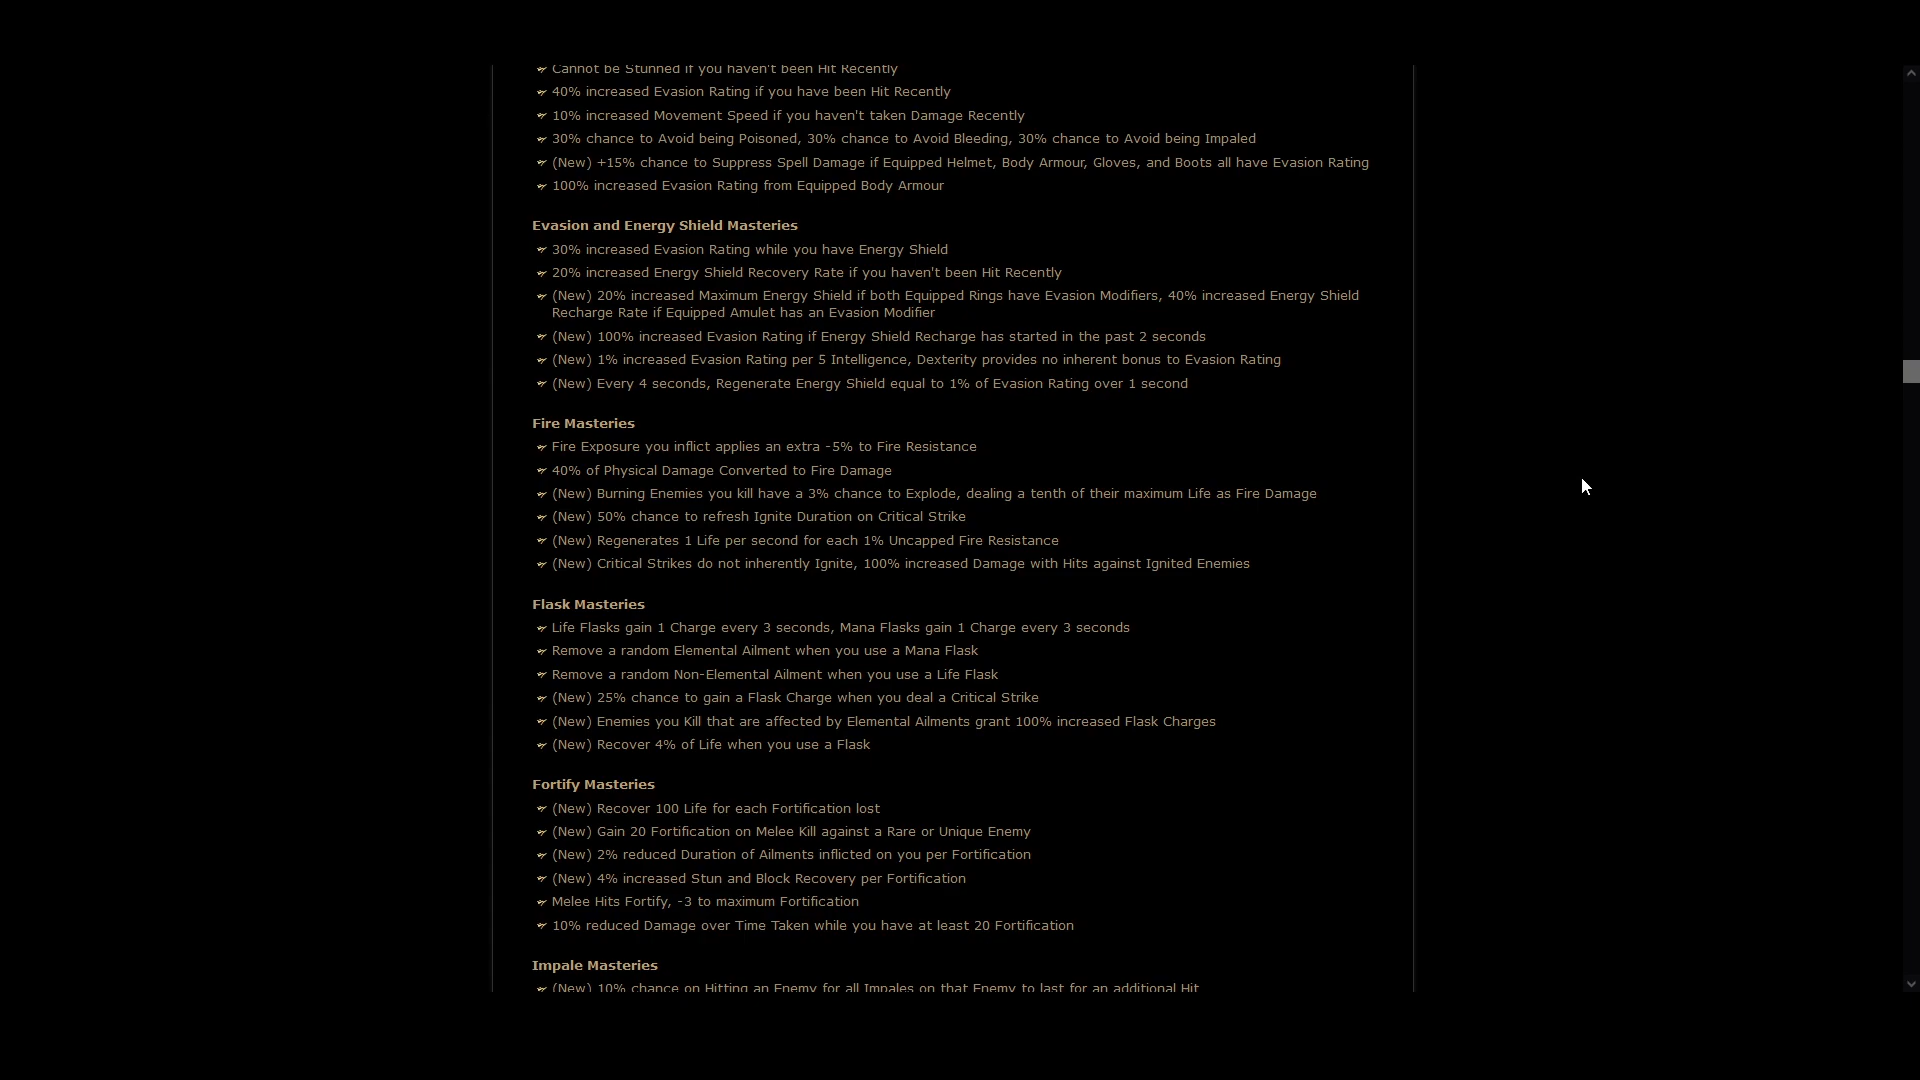 Cannot be Stunned if you haven't been Hit Recently
40% increased Evasion Rating if you have been Hit Recently
10% increased Movement Speed if you haven't taken Damage Recently
30% chance to Avoid being Poisoned, 30% chance to Avoid Bleeding, 30% chance to Avoid being Impaled
(New) +15% chance to Suppress Spell Damage if Equipped Helmet, Body Armour, Gloves, and Boots all have Evasion Rating
100% increased Evasion Rating from Equipped Body Armour
Evasion and Energy Shield Masteries
30% increased Evasion Rating while you have Energy Shield
20% increased Energy Shield Recovery Rate if you haven't been Hit Recently
(New) 20% increased Maximum Energy Shield if both Equipped Rings have Evasion Modifiers, 40% increased Energy Shield
Recharge Rate if Equipped Amulet has an Evasion Modifier
(New) 100% increased Evasion Rating if Energy Shield Recharge has started in the past 2 seconds
(New) 1% increased Evasion Rating per 5 Intelligence, Dexterity provides no inherent bonus to Evasion Rating
(New) Every 4 seconds, Regenerate Energy Shield equal to 1% of Evasion Rating over 1 second
Fire Masteries
Fire Exposure you inflict applies an extra -5% to Fire Resistance
40% of Physical Damage Converted to Fire Damage
(New) Burning Enemies you kill have a 3% chance to Explode, dealing a tenth of their maximum Life as Fire Damage
(New) 50% chance to refresh Ignite Duration on Critical Strike
(New) Regenerates 1 Life per second for each 1% Uncapped Fire Resistance
(New) Critical Strikes do not inherently Ignite, 100% increased Damage with Hits against Ignited Enemies
Flask Masteries
Life Flasks gain 1 Charge every 3 seconds, Mana Flasks gain 1 Charge every 3 seconds
Remove a random Elemental Ailment when you use a Mana Flask
Remove a random Non-Elemental Ailment when you use a Life Flask
(New) 25% chance to gain a Flask Charge when you deal a Critical Strike
(New) Enemies you Kill that are affected by Elemental Ailments grant 100% increased Flask Charges
(New) Recover 4% of Life when you use a Flask
Fortify Masteries
(New) Recover 100 Life for each Fortification lost
(New) Gain 20 Fortification on Melee Kill against a Rare or Unique Enemy
(New) 2% reduced Duration of Ailments inflicted on you per Fortification
(New) 4% increased Stun and Block Recovery per Fortification
Melee Hits Fortify, -3 to maximum Fortification
10% reduced Damage over Time Taken while you have at least 20 Fortification
Impale Masteries
(New) 10% chance on Hitting an Enemy for all Impales on that Enemy to last for an additional Hit